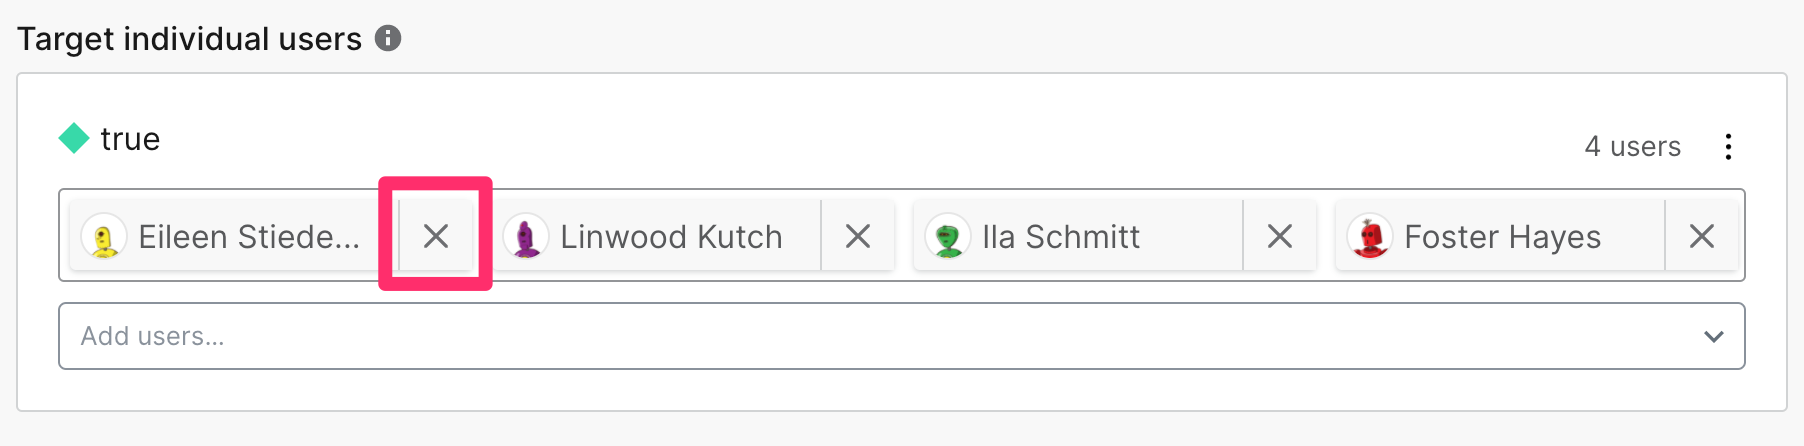 Target individual users
true
4 users
Eileen Stiede... Linwood Kutch Ila Schmitt Foster Hayes
Add users...